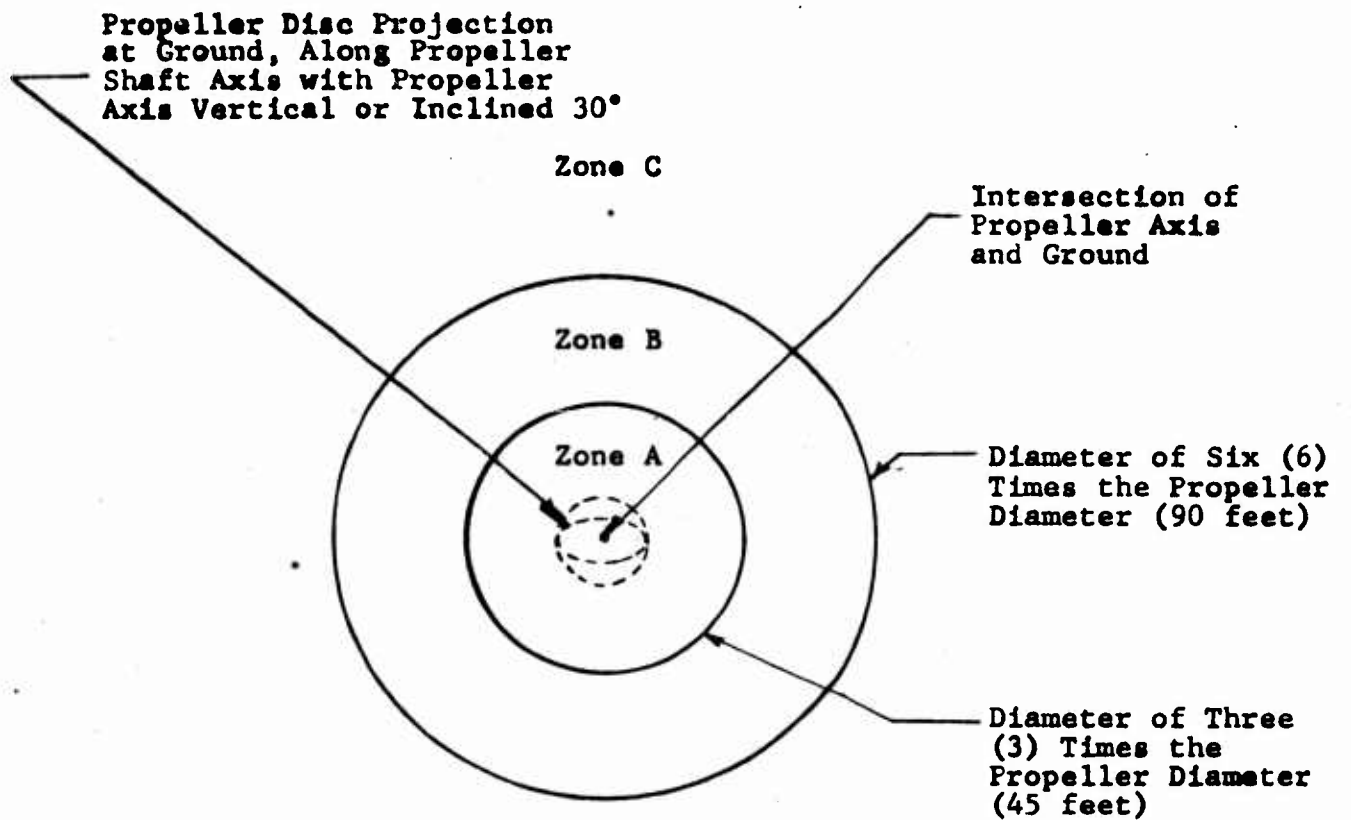 Propeller Disc Projection
at Ground, Along Propeller
Shaft Axis with Propeller
Axis Vertical or Inclined 30°
Zone C
Intersection of
Propeller Axis
and Ground
Zone B
Zone A
Diameter of Six (6)
Times the Propeller
Diameter (90 feet)
Diameter of Three
(3) Times the
Propeller Diameter
(45 feet)